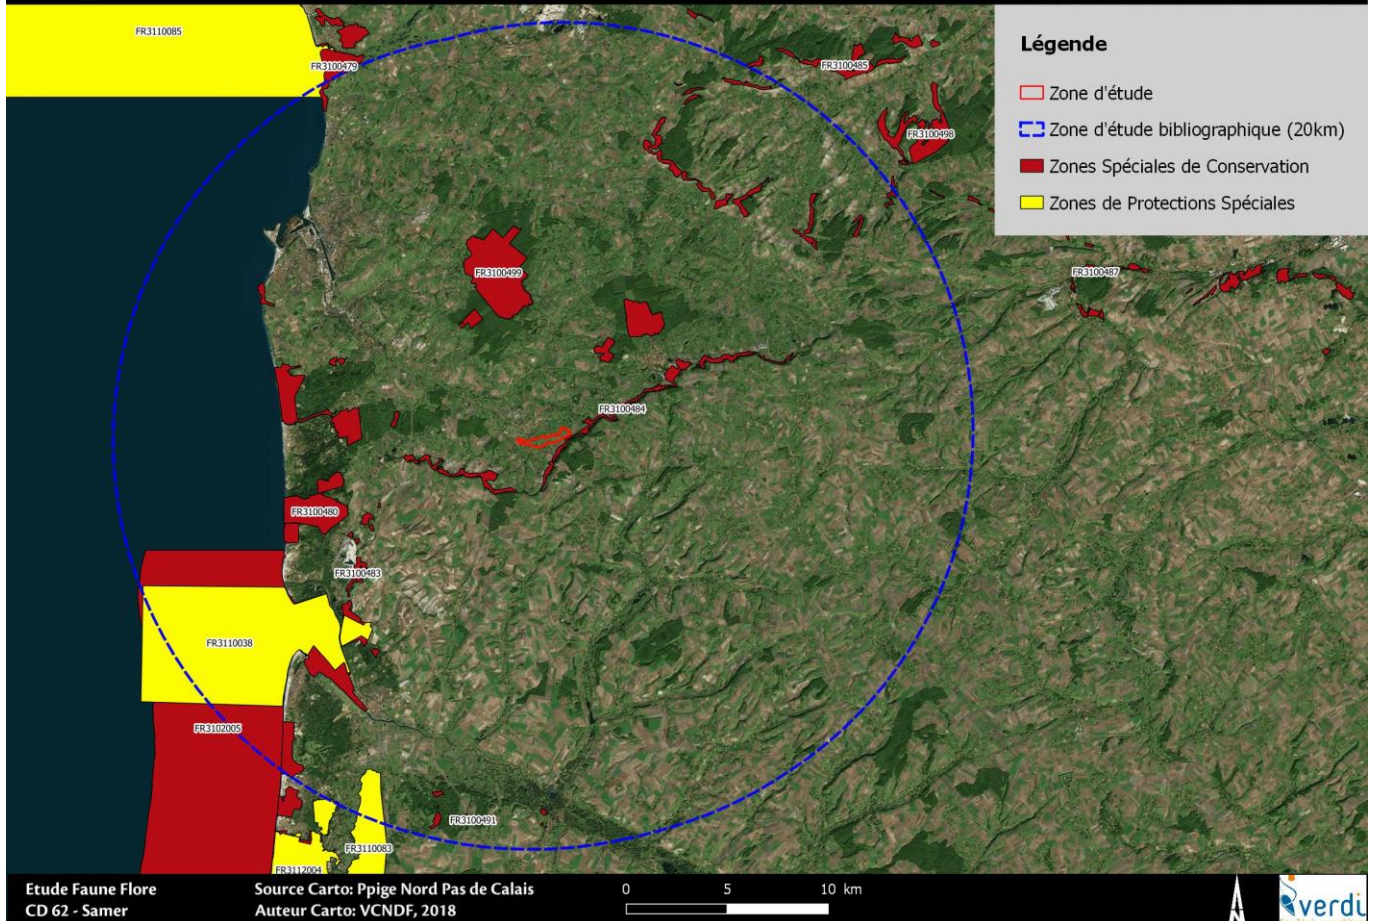 FR3110085
FR3100479
FR3100485
FR3100498
FR3100499
FR3100487
FR3100484
FR3100480
FR3100483
FR3110038
FR3102005
FR3100491
FR3110083
FR3112004
Légende
Zone d'étude
Zone d'étude bibliographique (20km)
Zones Spéciales de Conservation
Zones de Protections Spéciales
Etude Faune Flore
CD 62 - Samer
Source Carto: Ppige Nord Pas de Calais
Auteur Carto: VCNDF, 2018
0 5 10 km
verdi